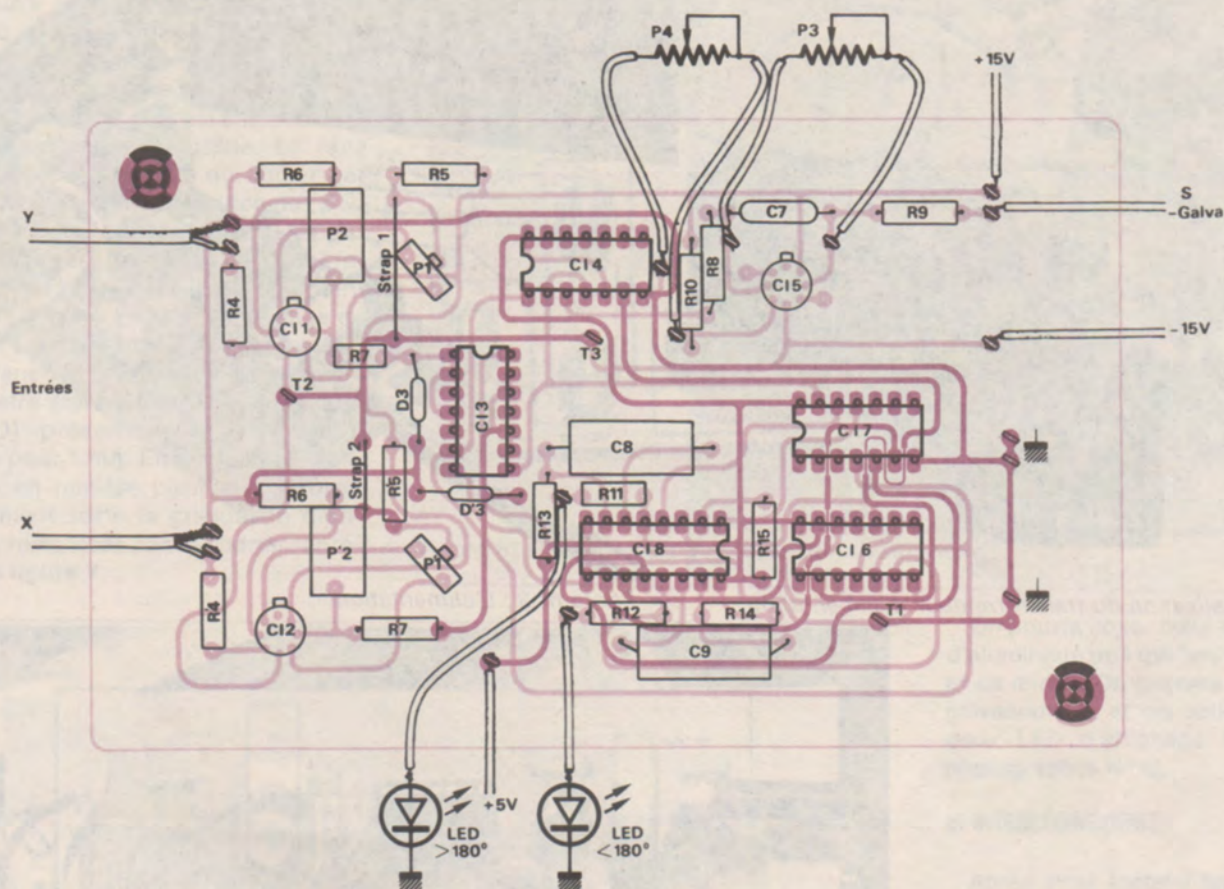 P4
P3
+15V
R6
R5
Y
S
-Galva
C7
R9
P2
Strap 1
P1
CI4
R8
R10
CI5
R4
CI1
R7
T3
-15V
Entrées
T2
D3
CI3
CI7
C8
Strap 2
R5
R6
D'3
R11
R13
X
P'2
P1
CI8
R15
CI6
R4
CI2
R7
R12
R14
T1
C9
+5V
LED
>180°
LED
<180°